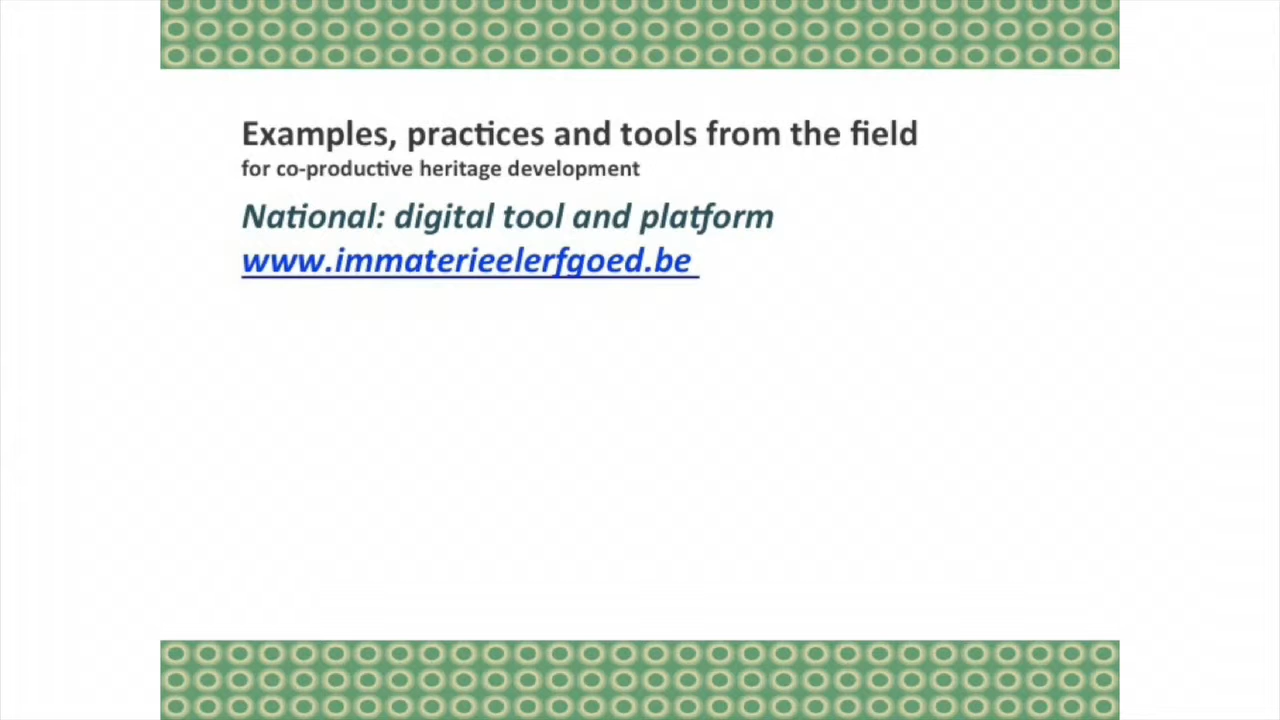 Examples, practices and tools from the field
for co-productive heritage development
National: digital tool and platform
www.immaterieelerfgoed.be